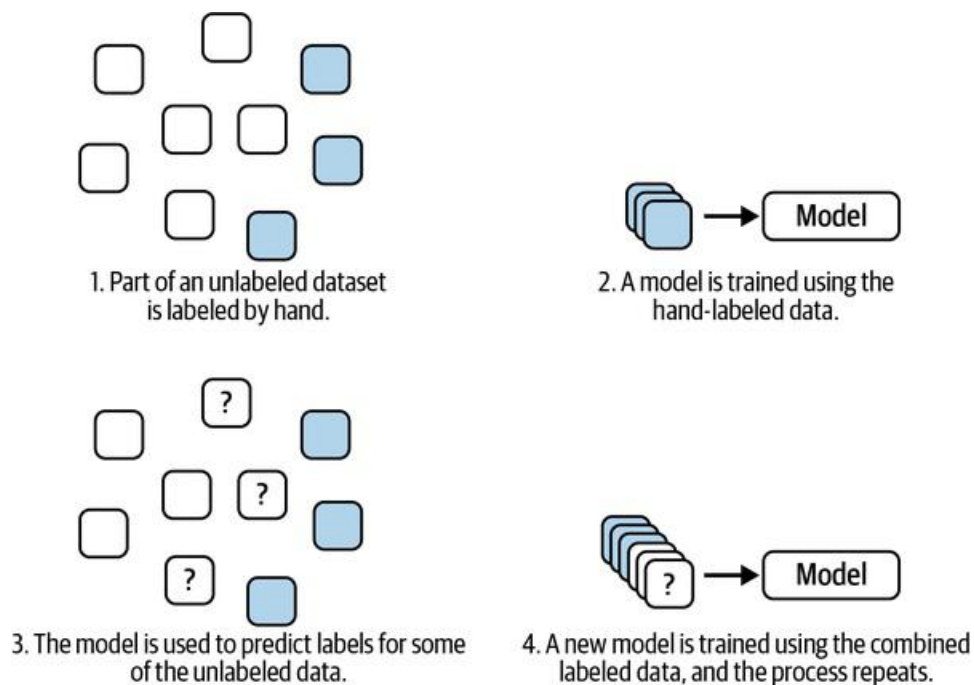 Model
1. Part of an unlabeled dataset
is labeled by hand.
2. A model is trained using the
hand-labeled data.
?
?
?
? Model
3. The model is used to predict labels for some
of the unlabeled data.
4. A new model is trained using the combined
labeled data, and the process repeats.